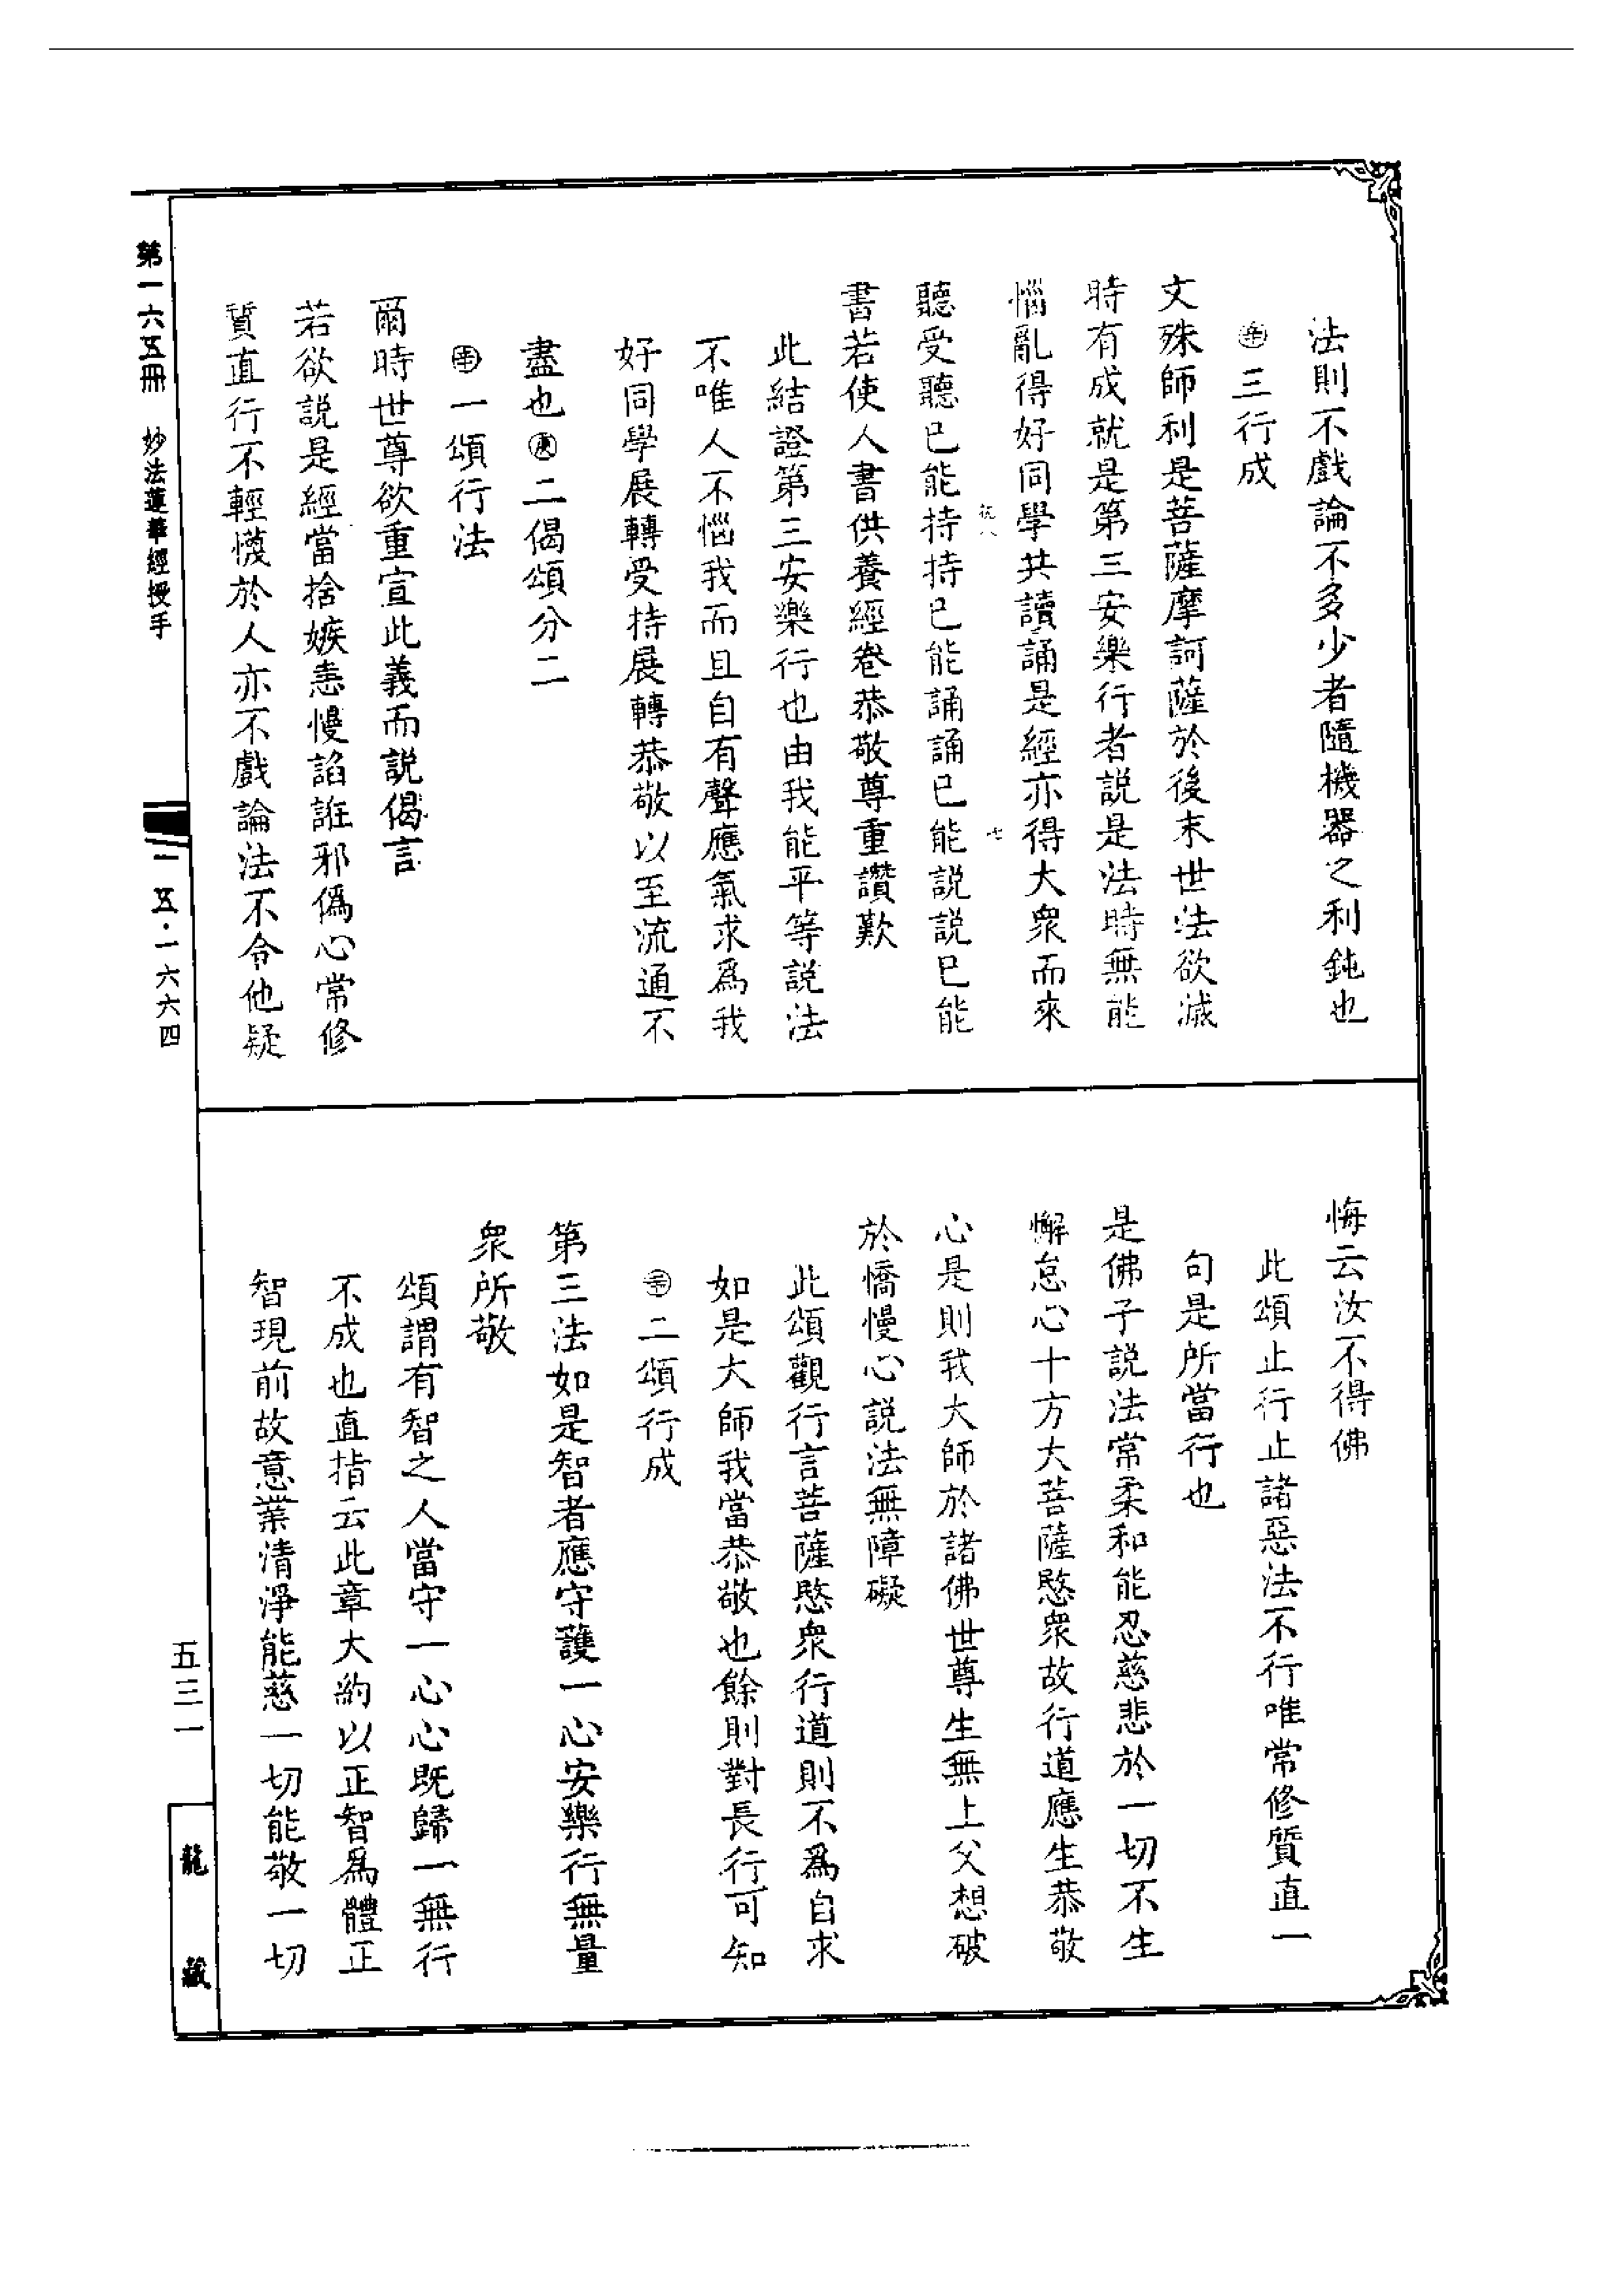 法則不戲論不多少者隨機器之利鈍也
三行成
文殊師利是菩薩摩訶薩於後末世法欲滅
時有成就是第三安樂行者説是法時無能
惱亂得好同學共讀誦是經亦得大衆而來
聽受聽已能持持已能誦誦已能説説已能
書若使人書供養經卷恭敬尊重讚歎
此結證第三安樂行也由我能平等説法
不唯人不惱我而且自有聲應氣求爲我
好同學展轉受持展轉恭敬以至流通不
盡也㊎二偈頌分二
一頌行法
爾時世尊欲重宣此義而説偈言
若欲説是經當捨嫉恚慢諂誑邪僞心常修
質直行不輕懱於人亦不戲論法不令他疑
悔云汝不得佛
此頌止行止諸惡法不行唯常修質直一
句是所當行也
是佛子説法常柔和能忍慈悲於一切不生
懈怠心十方大菩薩愍衆故行道應生恭敬
心是則我大師於諸佛世尊生無上父想破
於憍慢心説法無障礙
此頌觀行言菩薩愍衆行道則不爲自求
如是大師我當恭敬也餘則對長行可知
二頌行成
第三法如是智者應守護一心安樂行無量
衆所敬
頌謂有智之人當守一心心既歸一無行
不成也直指云此章大約以正智爲體正
智現前故意業清淨能慈一切能敬一切
第一六五冊 妙法蓮華經授手
一五·一六六四
五三一
龍藏